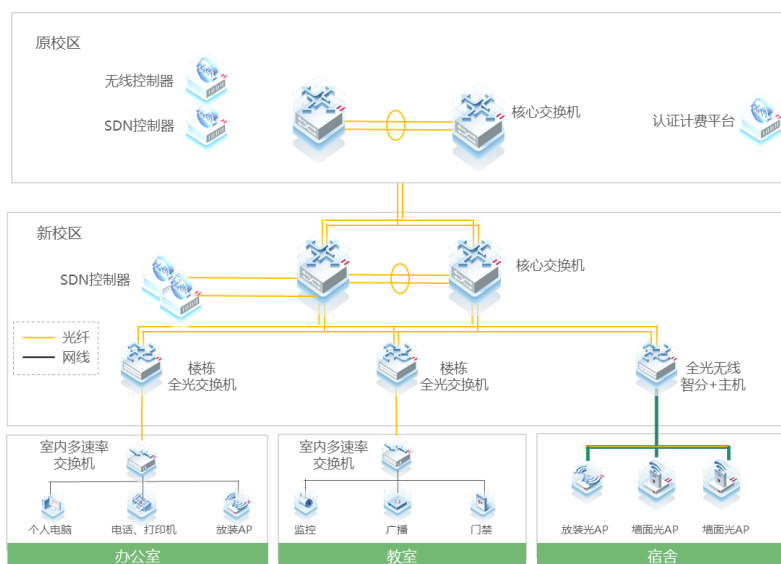 原校区
无线控制器
SDN控制器
核心交换机
认证计费平台
新校区
SDN控制器
核心交换机
光纤
网线
楼栋
全光交换机
楼栋
全光交换机
全光无线
智分+主机
室内多速率
交换机
个人电脑
电话、打印机
放装AP
办公室
室内多速率
交换机
监控
广播
门禁
教室
放装光AP
墙面光AP
墙面光AP
宿舍